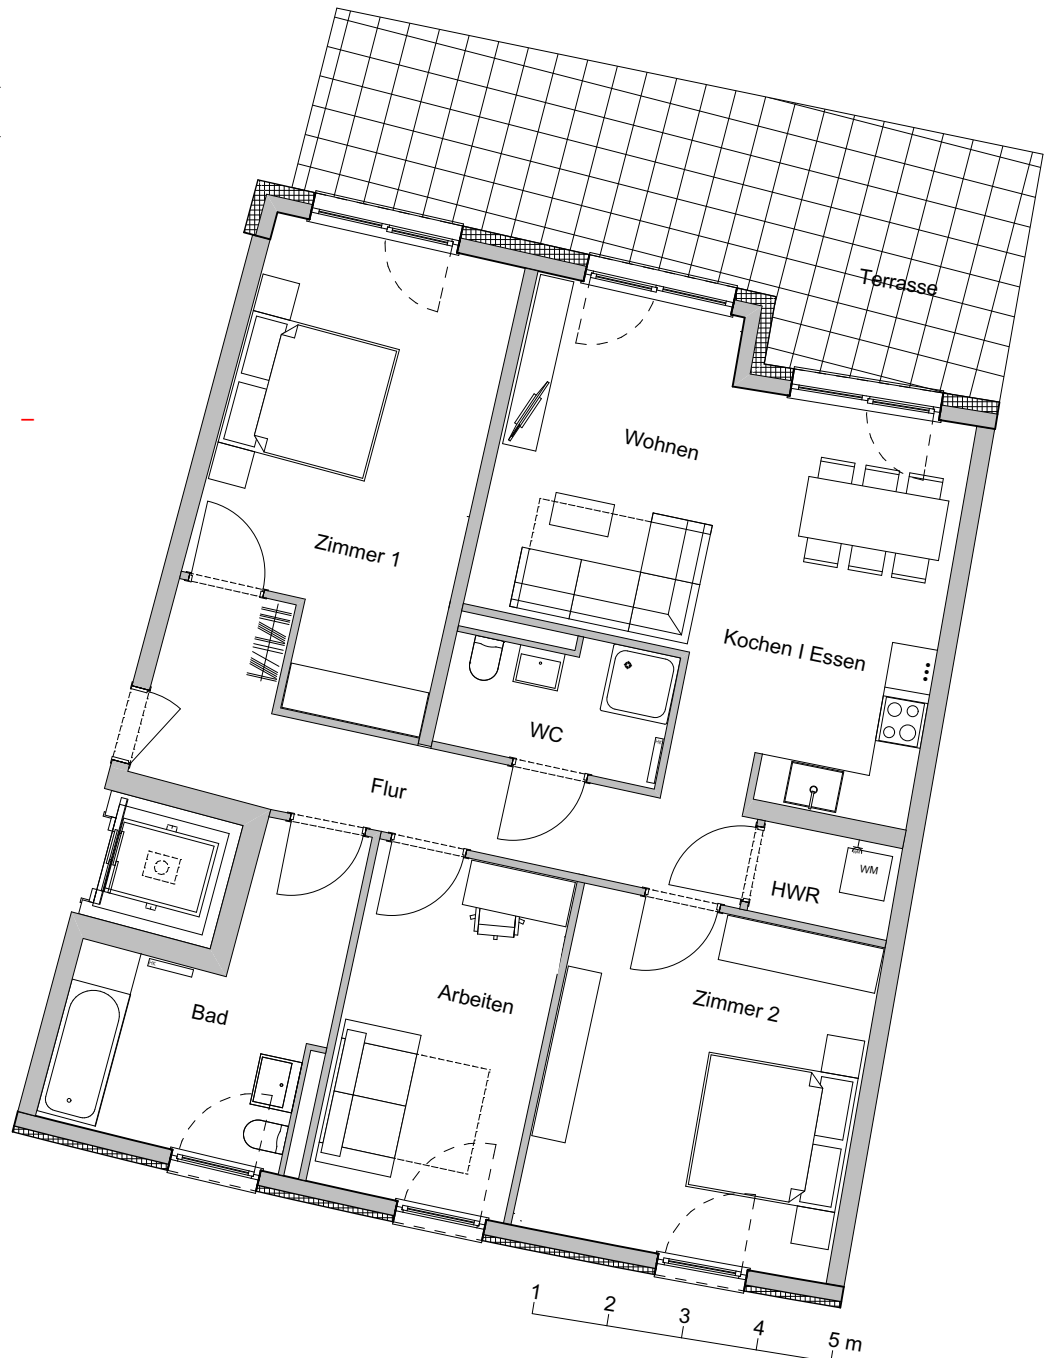 Terrasse
Wohnen
Zimmer 1
Kochen I Essen
WC
Flur
WM
HWR
Arbeiten
Zimmer 2
Bad
1 2 3 4 5 m